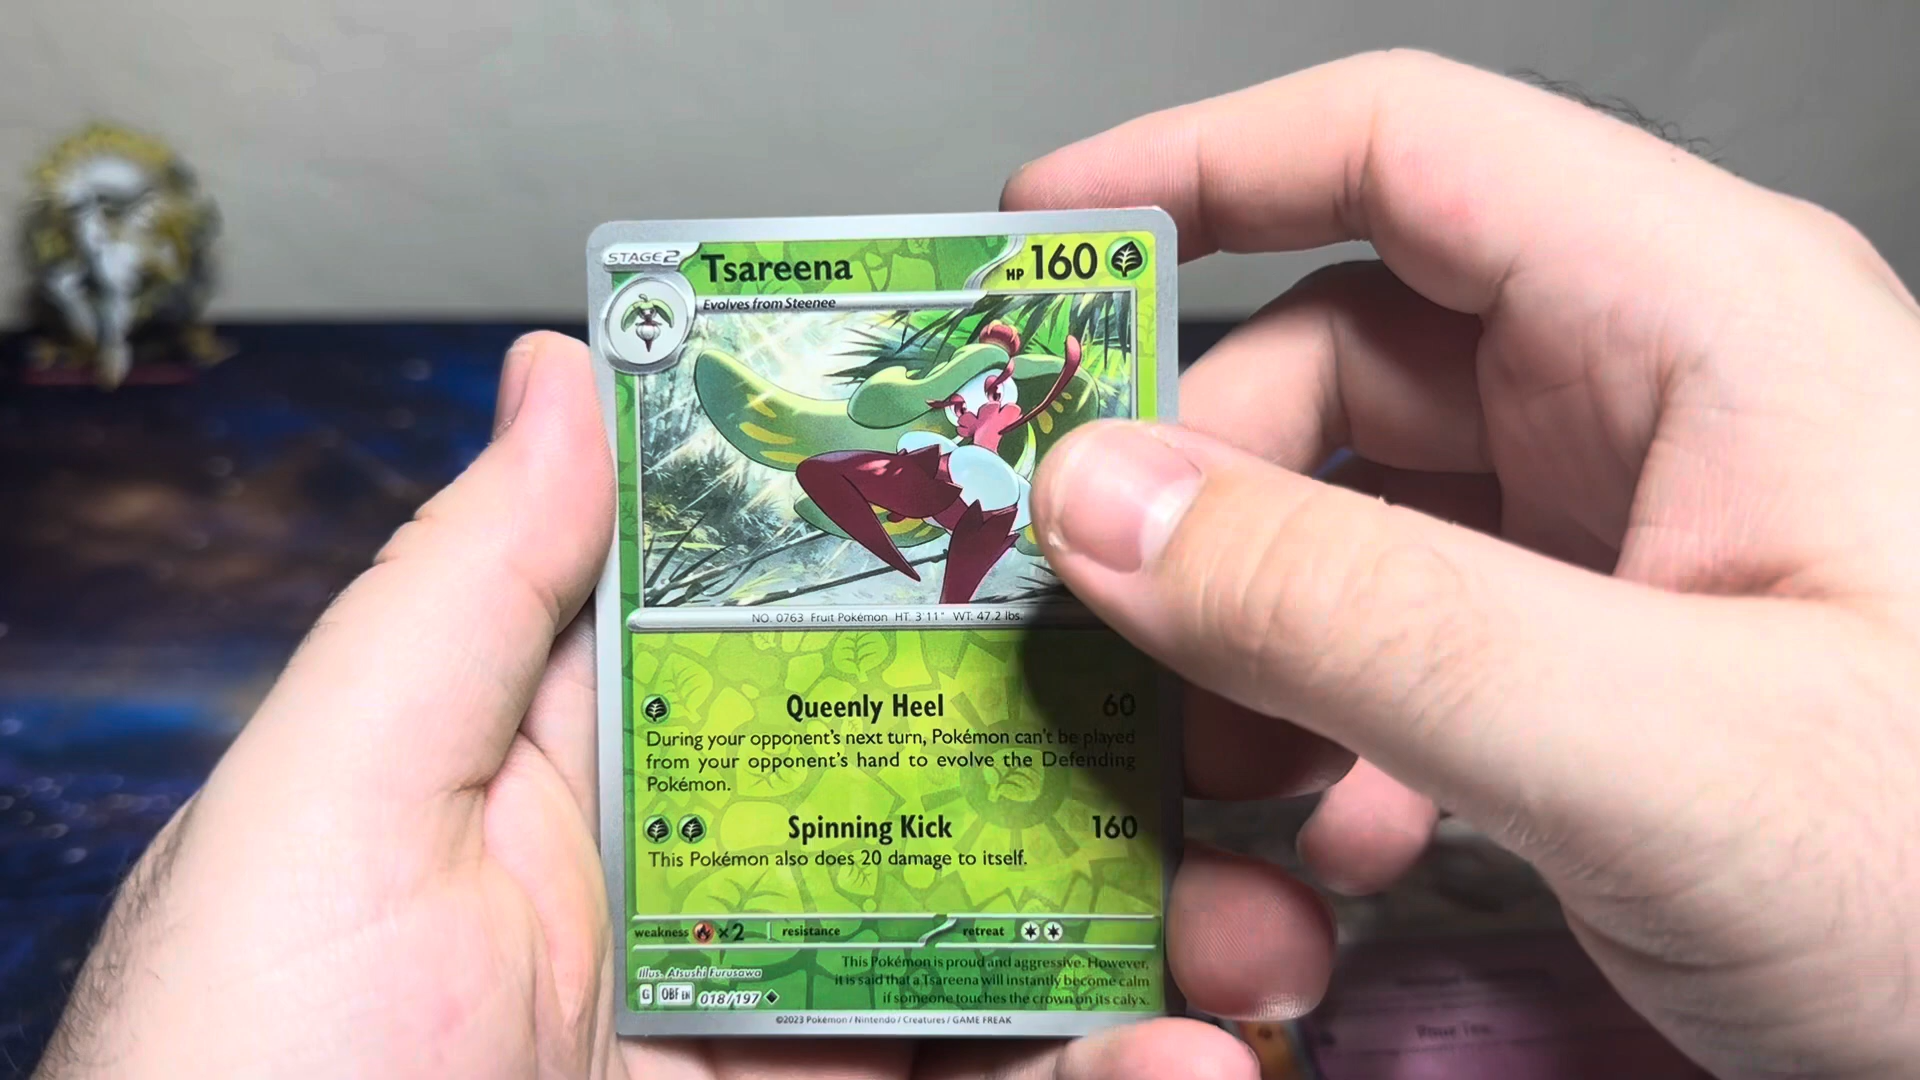 STAGE2 Tsareena HP 160
Evolves from Steenee
NO. 0763 Fruit Pokémon HT: 3'11" WT: 47.2 lbs.
Queenly Heel 60
During your opponent's next turn, Pokémon can't be played
from your opponent's hand to evolve the Defending
Pokémon.
Spinning Kick 160
This Pokémon also does 20 damage to itself.
weakness ×2 resistance retreat
Illus. Atsushi Furusawa
G OBF EN 018/197
This Pokémon is proud and aggressive. However,
it is said that a Tsareena will instantly become calm
if someone touches the crown on its calyx.
©2023 Pokémon / Nintendo / Creatures / GAME FREAK